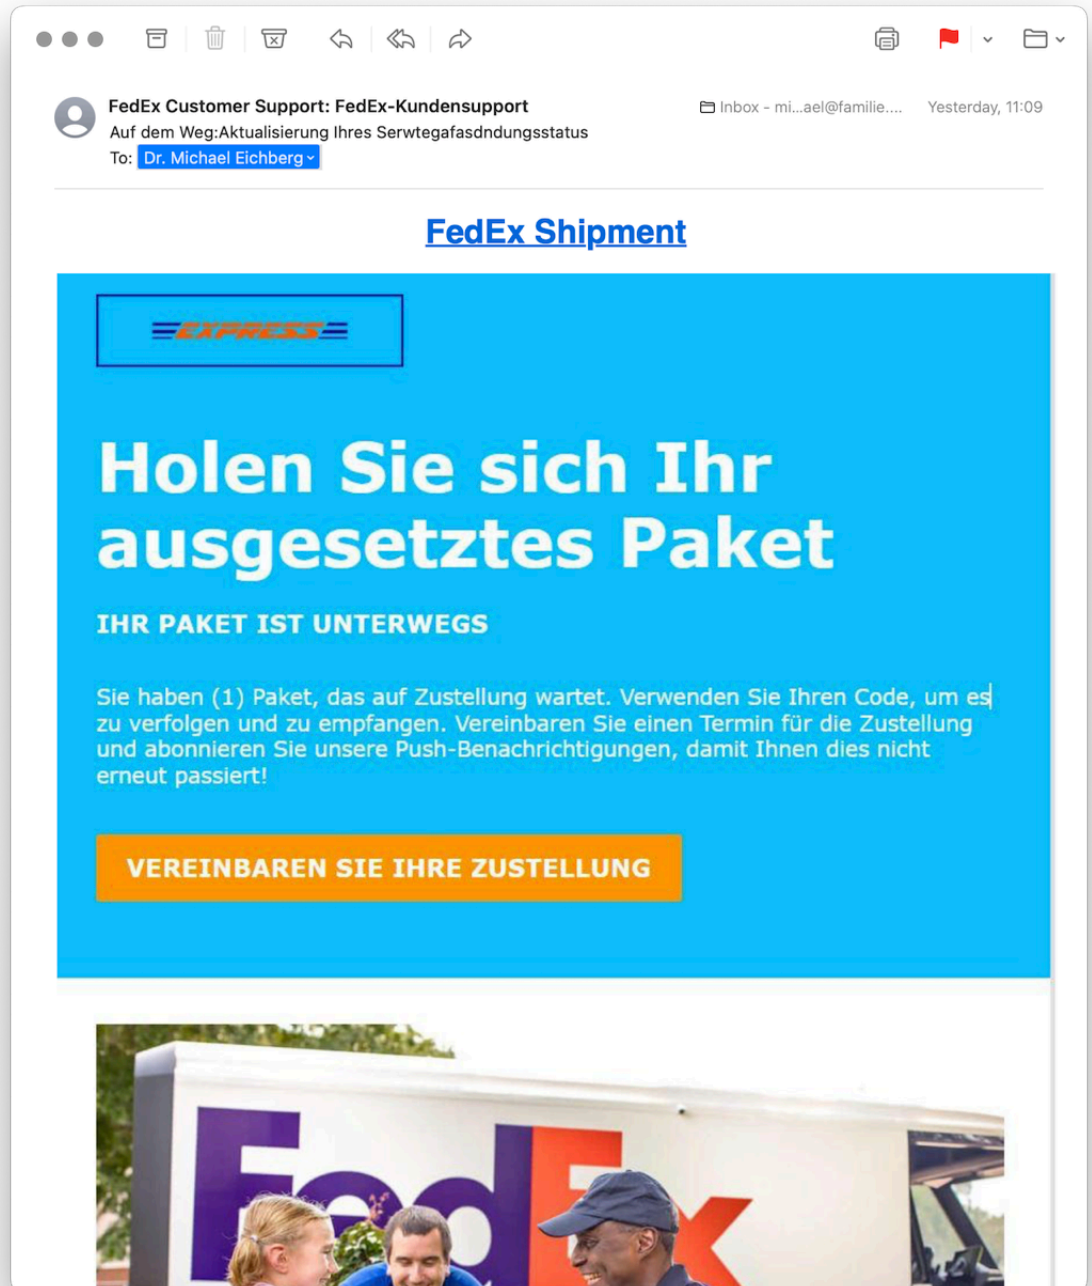 FedEx Customer Support: FedEx-Kundensupport
Inbox - mi...ael@familie....
Yesterday, 11:09
Auf dem Weg:Aktualisierung Ihres Serwtegafasdndungsstatus
To: Dr. Michael Eichberg
FedEx Shipment
EXPRESS
Holen Sie sich Ihr
ausgesetztes Paket
IHR PAKET IST UNTERWEGS
Sie haben (1) Paket, das auf Zustellung wartet. Verwenden Sie Ihren Code, um es
zu verfolgen und zu empfangen. Vereinbaren Sie einen Termin für die Zustellung
und abonnieren Sie unsere Push-Benachrichtigungen, damit Ihnen dies nicht
erneut passiert!
VEREINBAREN SIE IHRE ZUSTELLUNG
FedEx